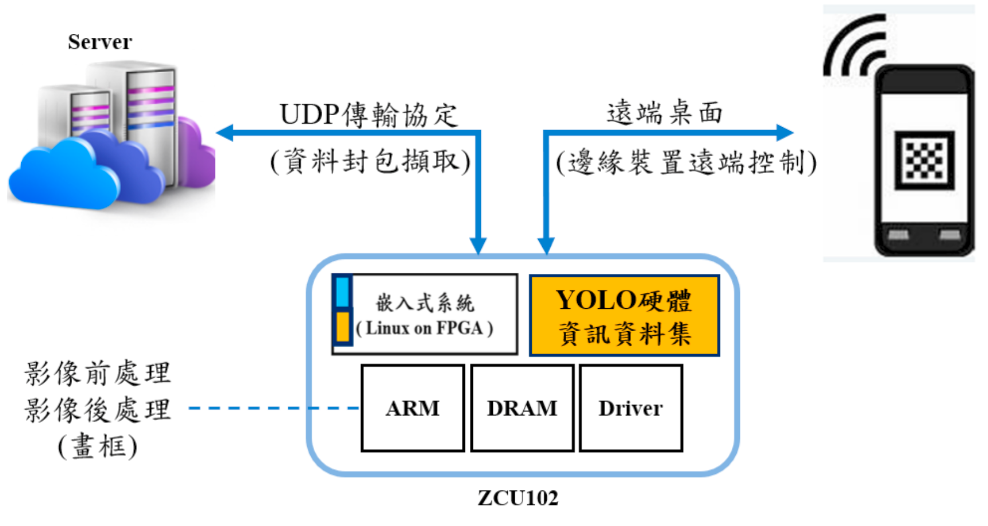 Server
UDP傳輸協定
(資料封包擷取)
遠端桌面
(邊緣裝置遠端控制)
嵌入式系統
( Linux on FPGA )
YOLO硬體
資訊資料集
影像前處理
影像後處理
(畫框)
ARM
DRAM
Driver
ZCU102